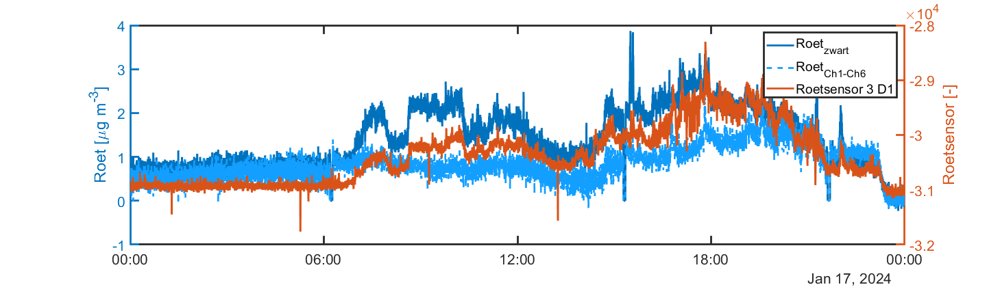 ×10⁴
4
3
2
1
0
-1
Roet [μg m⁻³]
Roet_zwart
Roet_Ch1-Ch6
Roetsensor 3 D1
-2.8
-2.9
-3
-3.1
-3.2
Roetsensor [-]
00:00
06:00
12:00
18:00
00:00
Jan 17, 2024